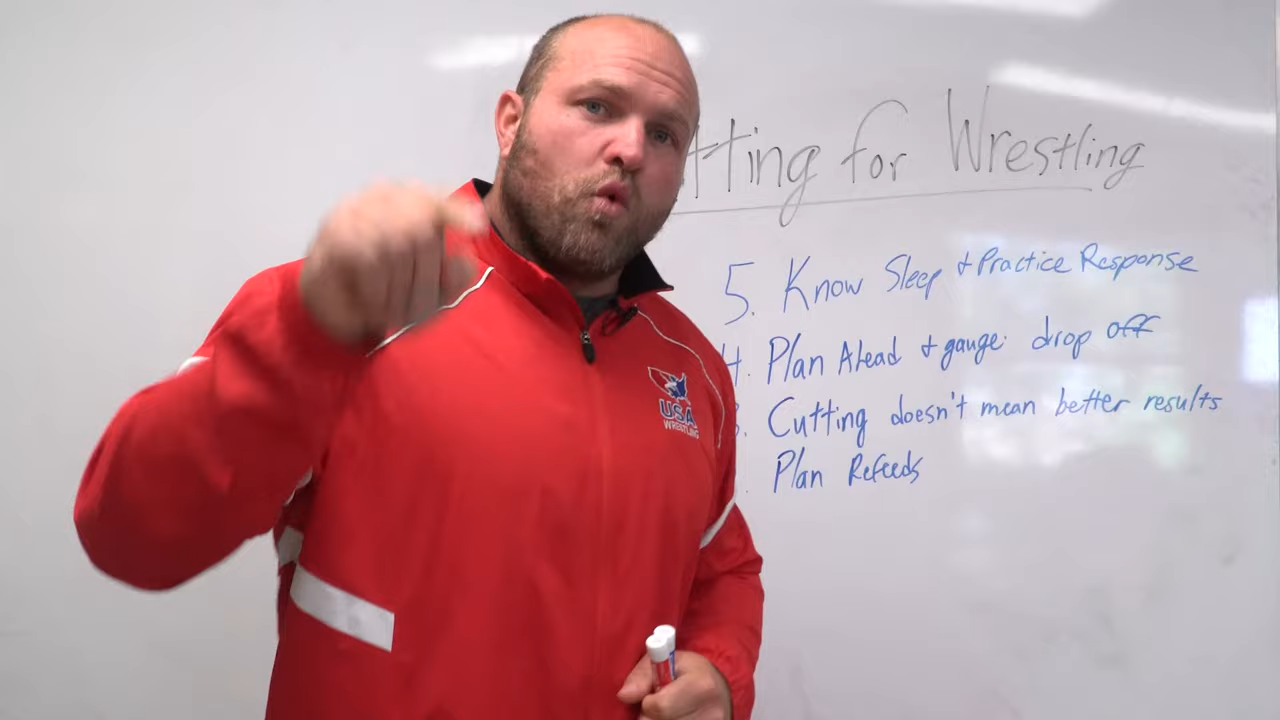 tting for Wrestling
5. Know Sleep + Practice Response
4. Plan Ahead + gauge drop off
3. Cutting doesn't mean better results
Plan Refeeds
USA
WRESTLING